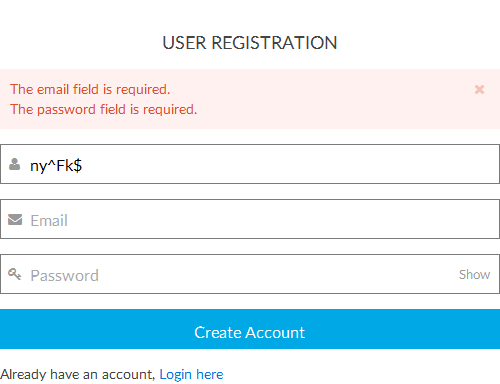 USER REGISTRATION
The email field is required.
The password field is required.
ny^Fk$
Email
Password Show
Create Account
Already have an account, Login here